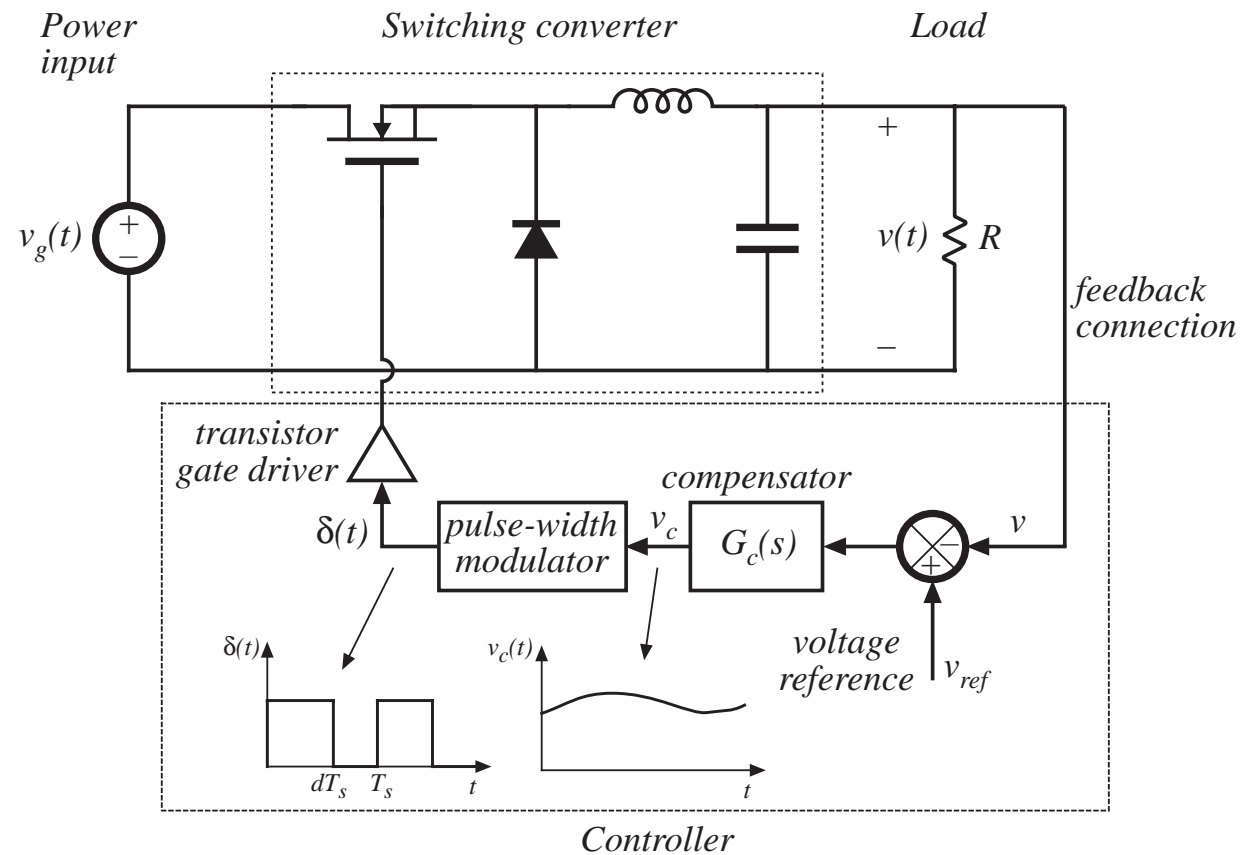 Power
input
Switching converter
Load
+
v_g(t)
+
–
v(t)
R
–
feedback
connection
transistor
gate driver
compensator
δ(t)
pulse-width
modulator
v_c
G_c(s)
–
+
v
voltage
reference
v_ref
δ(t)
dT_s
T_s
t
v_c(t)
t
Controller